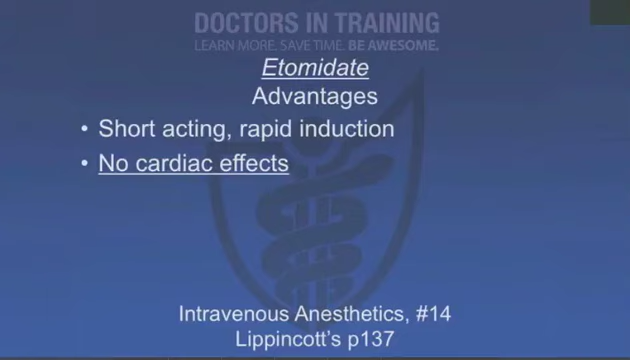 DOCTORS IN TRAINING
LEARN MORE. SAVE TIME. BE AWESOME.
Etomidate
Advantages
• Short acting, rapid induction
• No cardiac effects
Intravenous Anesthetics, #14
Lippincott's p137